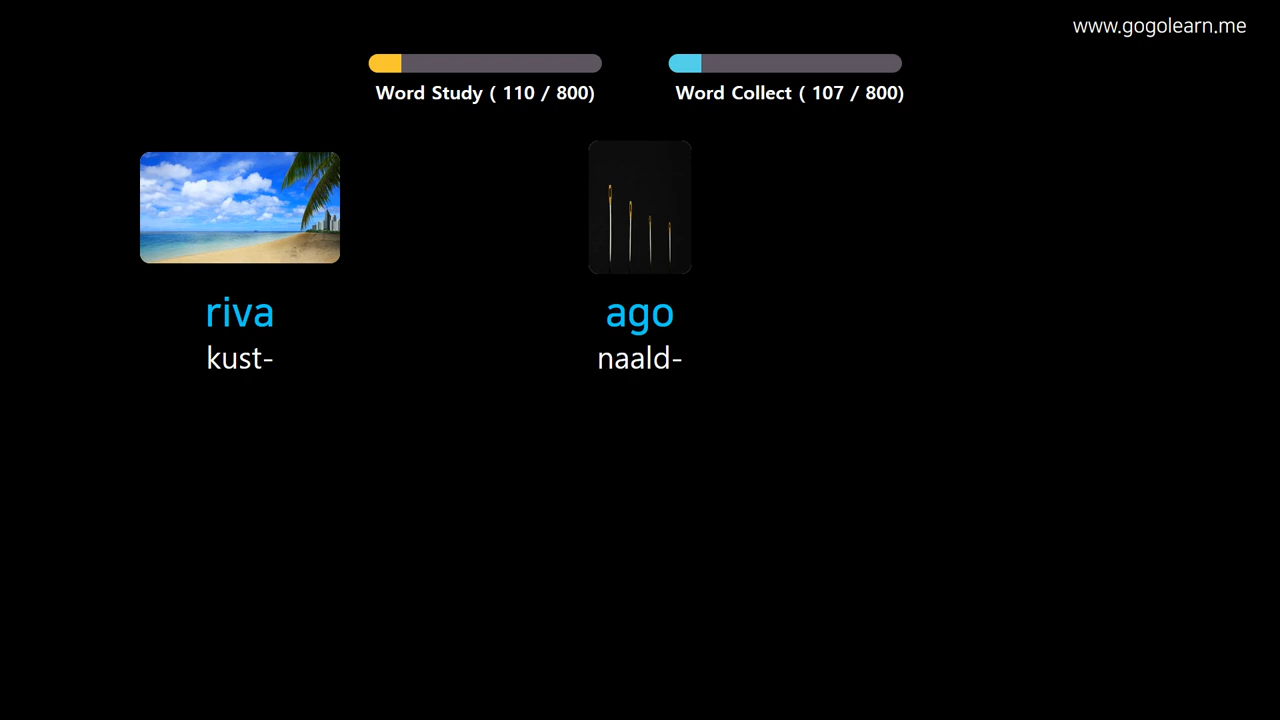 www.gogolearn.me
Word Study ( 110 / 800)
Word Collect ( 107 / 800)
riva
kust-
ago
naald-